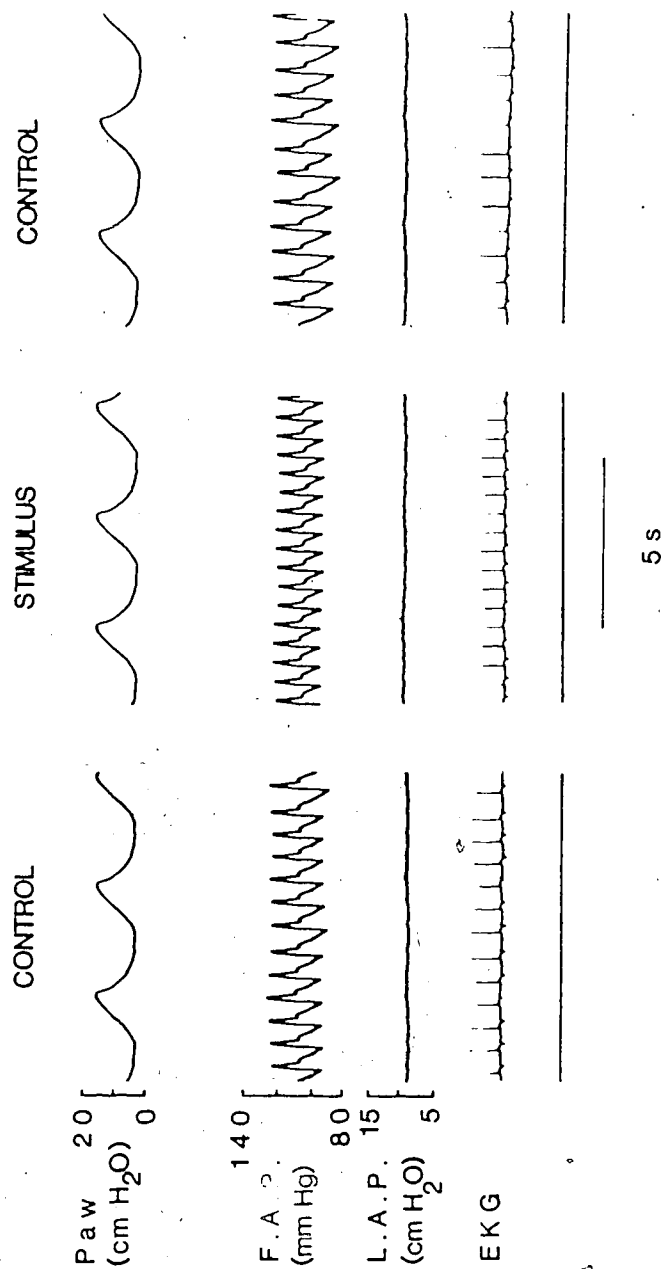 CONTROL
STIMULUS
CONTROL
Paw
(cm H₂O)
20
0
F.A.P.
(mm Hg)
140
80
L.A.P.
(cm H₂O)
15
5
EKG
5 s